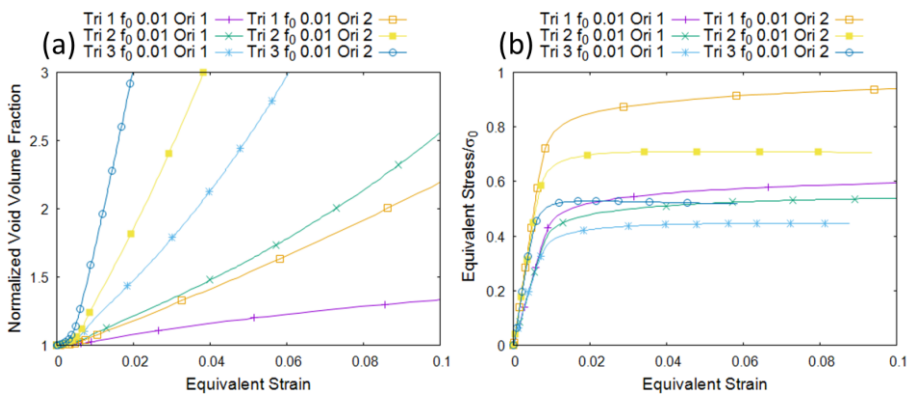 (a)
Tri 1 f0 0.01 Ori 1
Tri 1 f0 0.01 Ori 2
Tri 2 f0 0.01 Ori 1
Tri 2 f0 0.01 Ori 2
Tri 3 f0 0.01 Ori 1
Tri 3 f0 0.01 Ori 2
Normalized Void Volume Fraction
3
2.5
2
1.5
1
0
0.02
0.04
0.06
0.08
0.1
Equivalent Strain
(b)
Tri 1 f0 0.01 Ori 1
Tri 1 f0 0.01 Ori 2
Tri 2 f0 0.01 Ori 1
Tri 2 f0 0.01 Ori 2
Tri 3 f0 0.01 Ori 1
Tri 3 f0 0.01 Ori 2
Equivalent Stress/σ0
1
0.8
0.6
0.4
0.2
0
0
0.02
0.04
0.06
0.08
0.1
Equivalent Strain